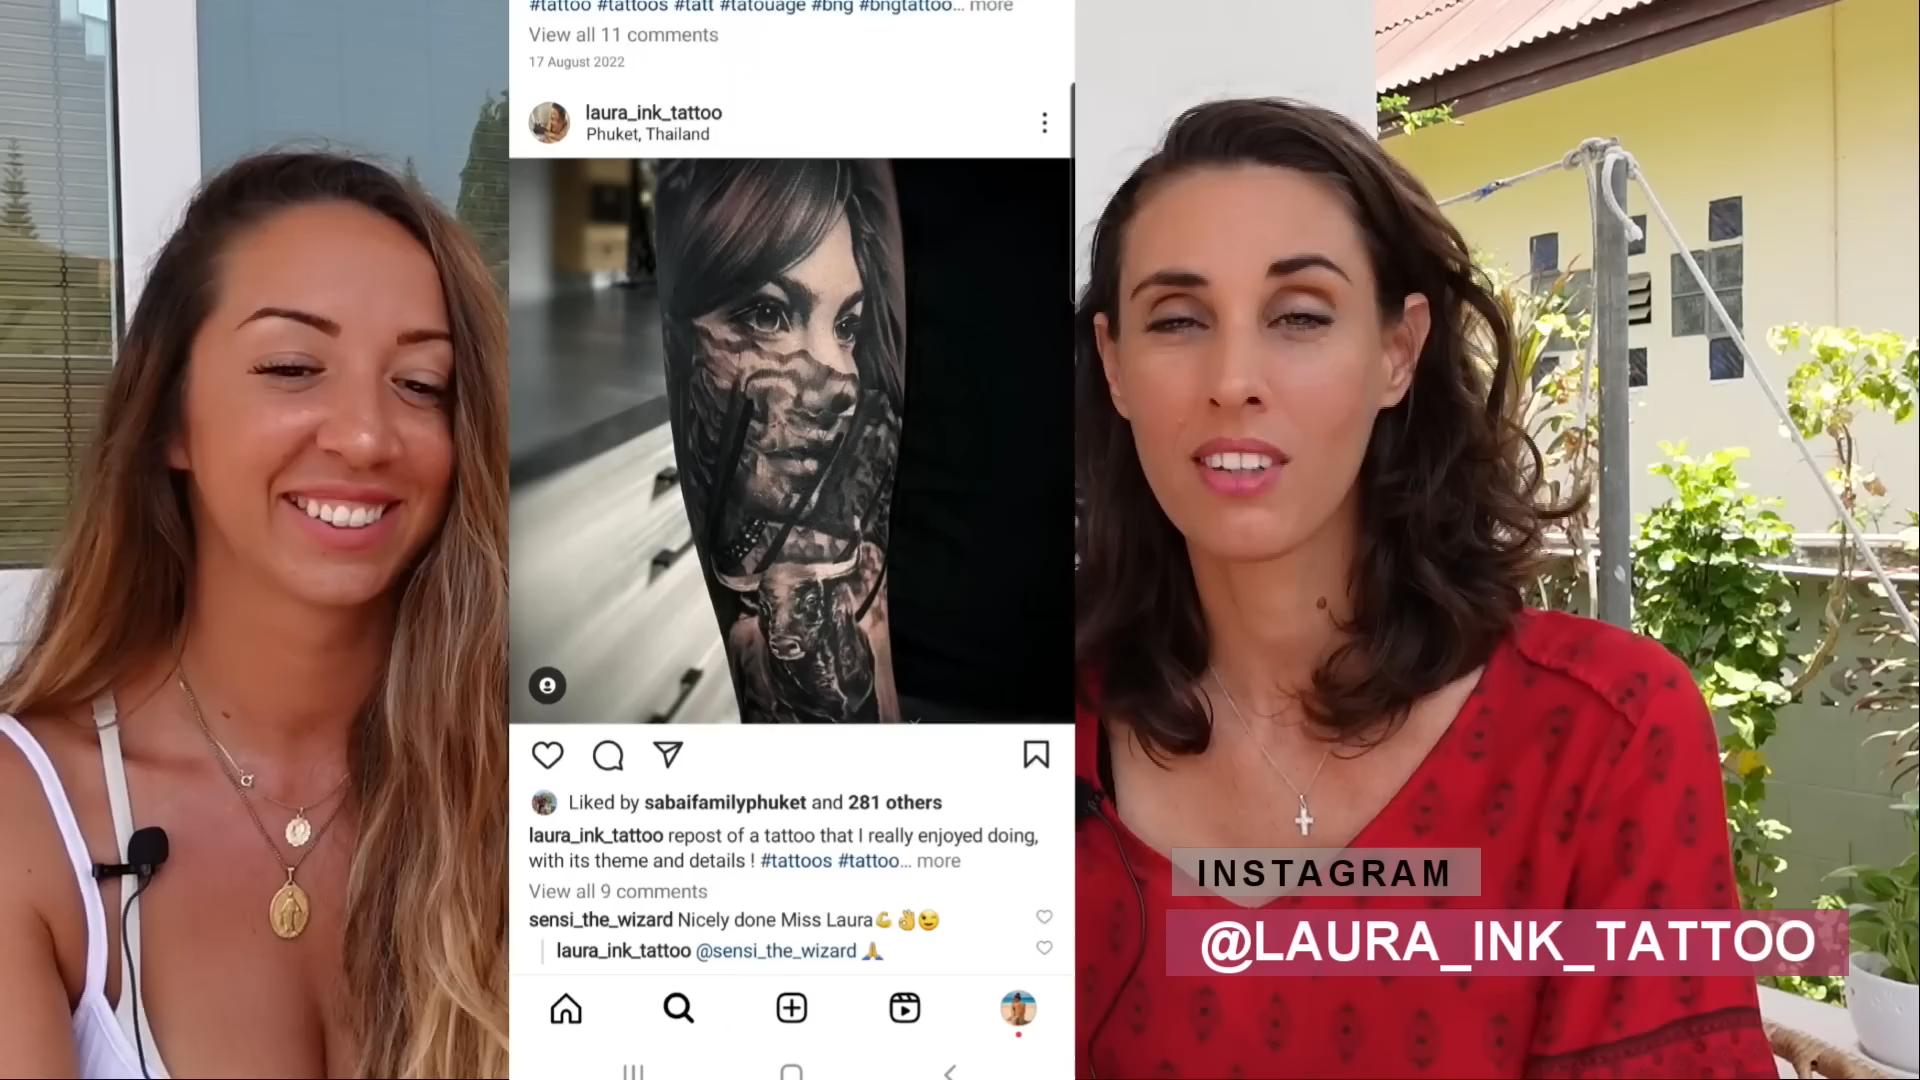 #tattoo #tattoos #tatt #tatouage #bng #bngtattoo... more
View all 11 comments
17 August 2022
laura_ink_tattoo
Phuket, Thailand
Liked by sabaifamilyphuket and 281 others
laura_ink_tattoo repost of a tattoo that I really enjoyed doing,
with its theme and details ! #tattoos #tattoo... more
View all 9 comments
sensi_the_wizard Nicely done Miss Laura💪👌😉
laura_ink_tattoo @sensi_the_wizard 🙏
INSTAGRAM
@LAURA_INK_TATTOO